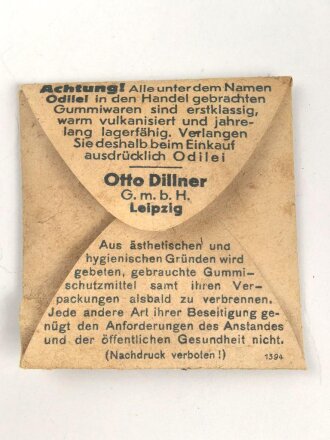 Achtung! Alle unter dem Namen
Odilei in den Handel gebrachten
Gummiwaren sind erstklassig,
warm vulkanisiert und jahre-
lang lagerfähig. Verlangen
Sie deshalb beim Einkauf
ausdrücklich Odilei
Otto Dillner
G. m. b. H.
Leipzig
Aus ästhetischen und
hygienischen Gründen wird
gebeten, gebrauchte Gummi-
schutzmittel samt ihren Ver-
packungen alsbald zu verbrennen.
Jede andere Art ihrer Beseitigung ge-
nügt den Anforderungen des Anstandes
und der öffentlichen Gesundheit nicht.
(Nachdruck verboten!)
1394